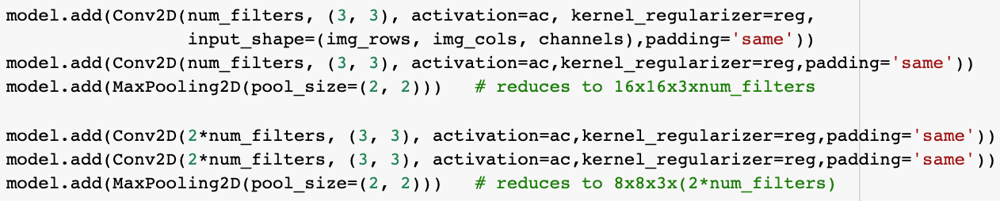 model.add(Conv2D(num_filters, (3, 3), activation=ac, kernel_regularizer=reg,
                 input_shape=(img_rows, img_cols, channels),padding='same'))
model.add(Conv2D(num_filters, (3, 3), activation=ac,kernel_regularizer=reg,padding='same'))
model.add(MaxPooling2D(pool_size=(2, 2)))   # reduces to 16x16x3xnum_filters

model.add(Conv2D(2*num_filters, (3, 3), activation=ac,kernel_regularizer=reg,padding='same'))
model.add(Conv2D(2*num_filters, (3, 3), activation=ac,kernel_regularizer=reg,padding='same'))
model.add(MaxPooling2D(pool_size=(2, 2)))   # reduces to 8x8x3x(2*num_filters)